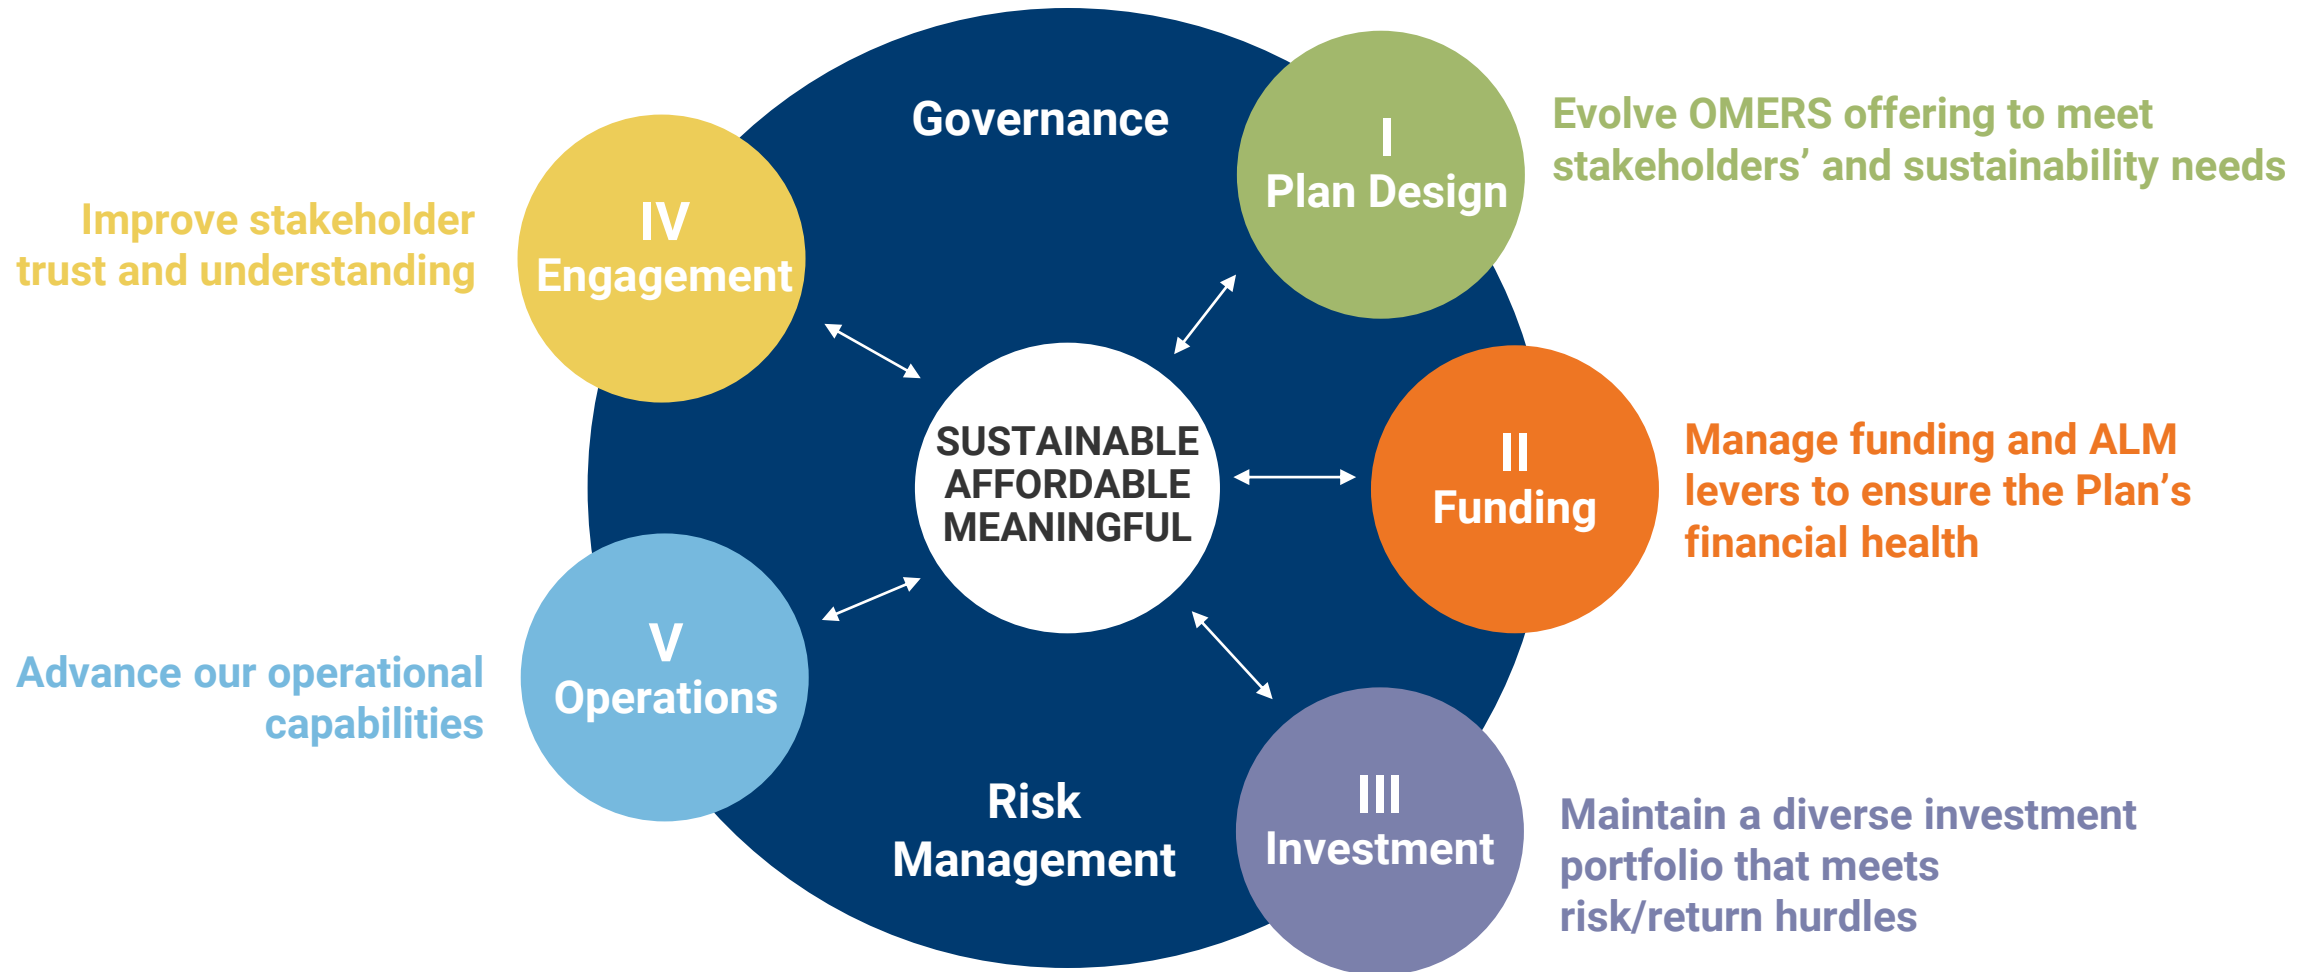 Governance
I
Plan Design
Evolve OMERS offering to meet
stakeholders’ and sustainability needs
IV
Engagement
Improve stakeholder
trust and understanding
SUSTAINABLE
AFFORDABLE
MEANINGFUL
II
Funding
Manage funding and ALM
levers to ensure the Plan’s
financial health
V
Operations
Advance our operational
capabilities
Risk
Management
III
Investment
Maintain a diverse investment
portfolio that meets
risk/return hurdles